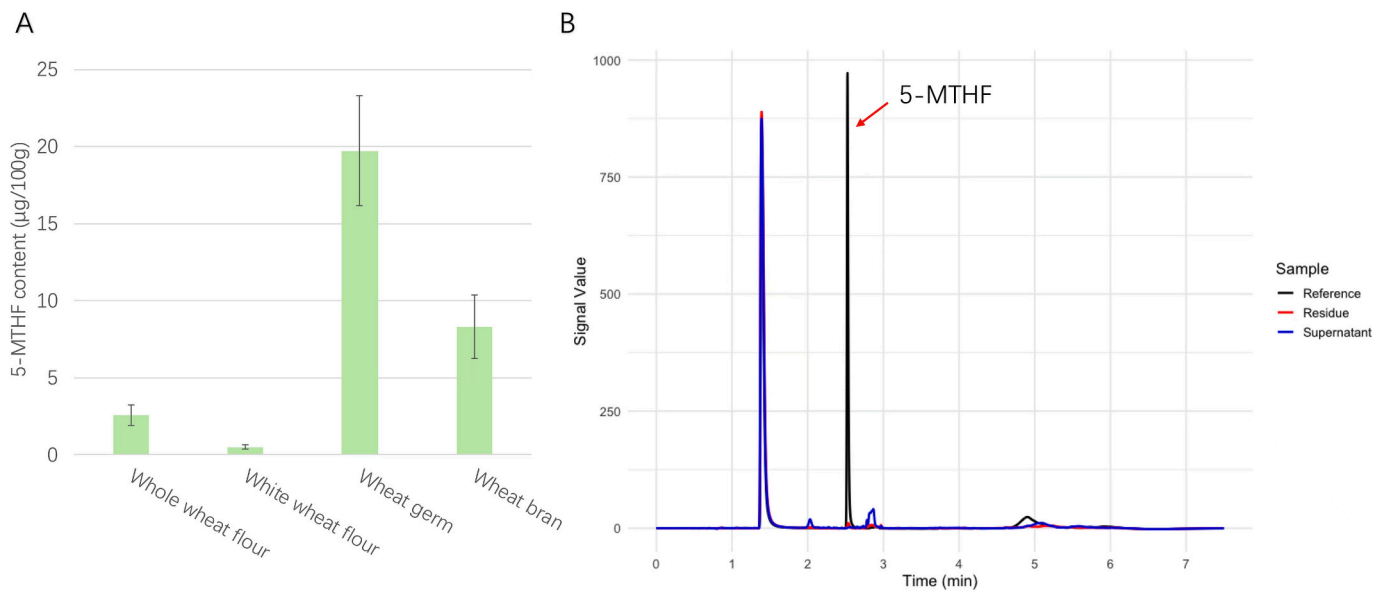 A
5-MTHF content (μg/100g)
25
20
15
10
5
0
Whole wheat flour
White wheat flour
Wheat germ
Wheat bran
B
Signal Value
1000
750
500
250
0
5-MTHF
0 1 2 3 4 5 6 7
Time (min)
Sample
Reference
Residue
Supernatant